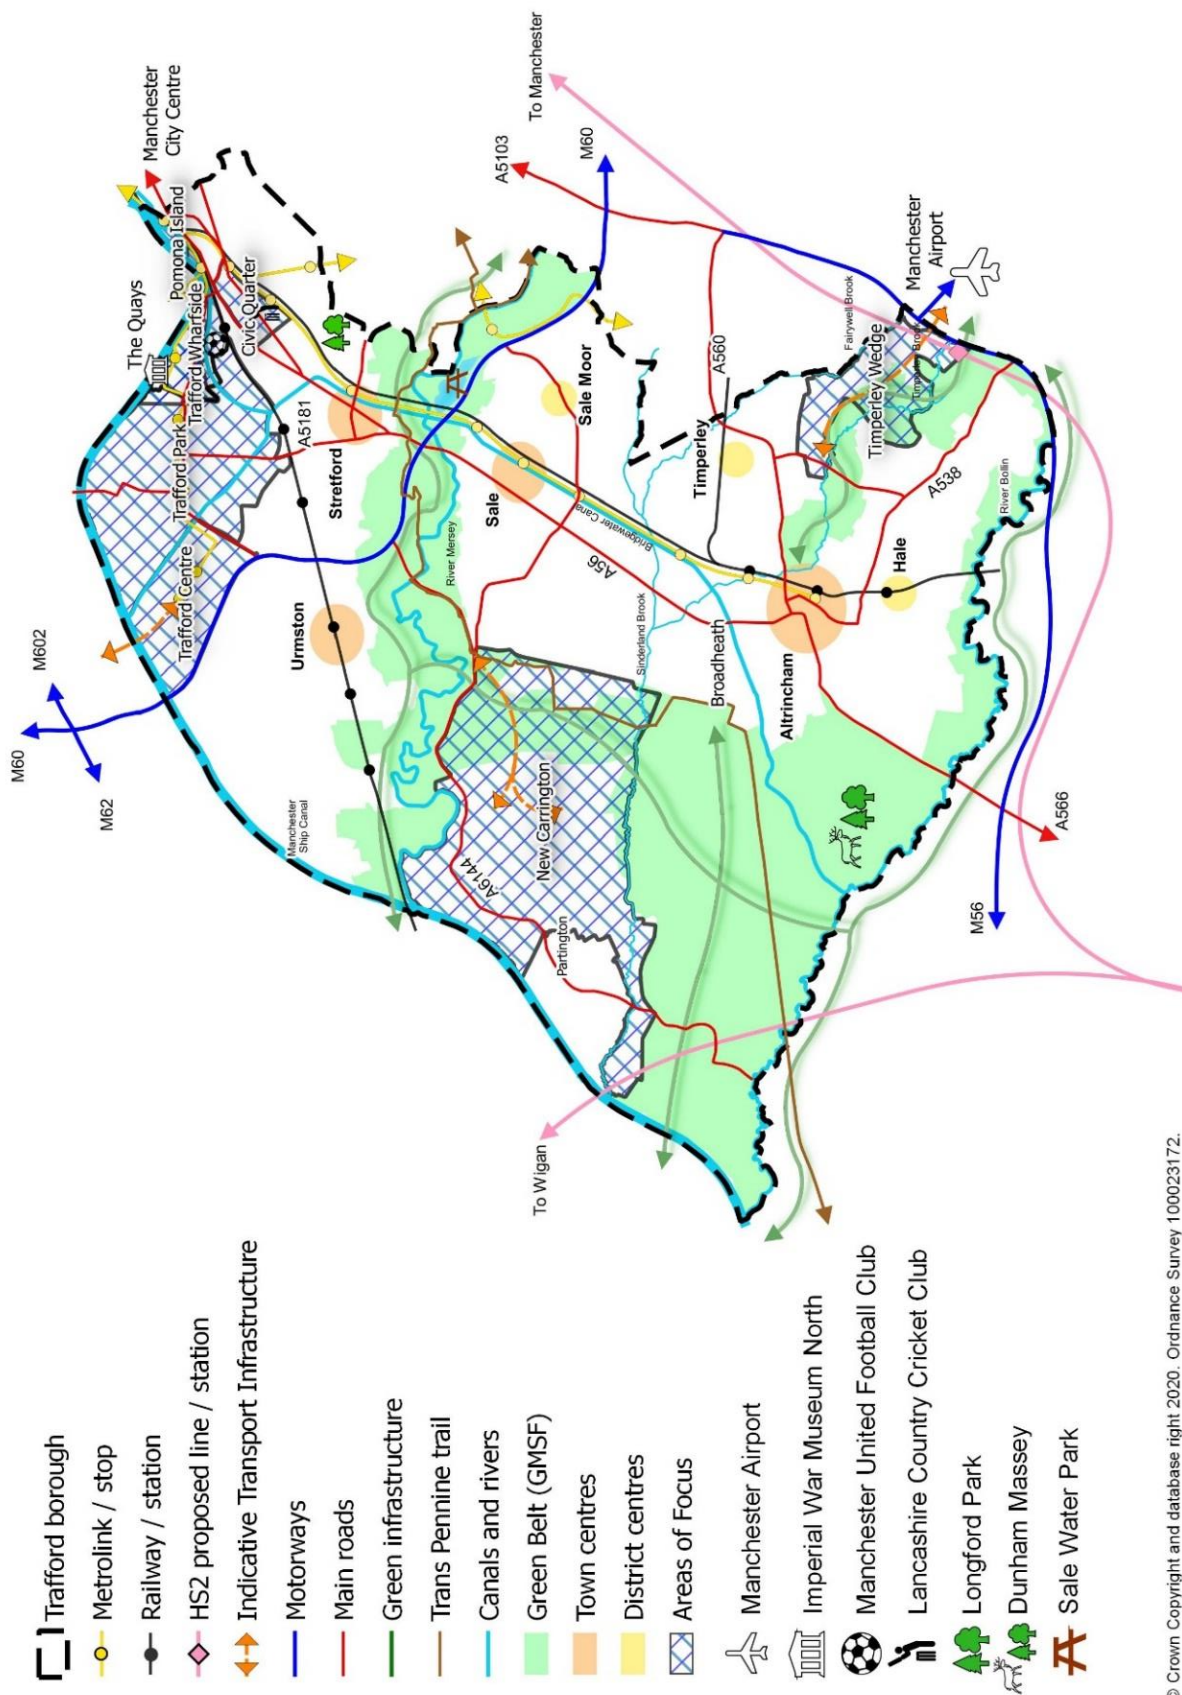 Trafford borough
Metrolink / stop
Railway / station
HS2 proposed line / station
Indicative Transport Infrastructure
Motorways
Main roads
Green infrastructure
Trans Pennine trail
Canals and rivers
Green Belt (GMSF)
Town centres
District centres
Areas of Focus
Manchester Airport
Imperial War Museum North
Manchester United Football Club
Lancashire Country Cricket Club
Longford Park
Dunham Massey
Sale Water Park
M60
M602
M62
The Quays
Manchester
City Centre
Pomona Island
Trafford Wharfside
Civic Quarter
Trafford Park
Trafford Centre
A5181
Stretford
Urmston
Manchester
Ship Canal
River Mersey
Sale
Sale Moor
A5103
M60
To Manchester
Bridgewater Canal
A56
A560
Timperley
Sinderland Brook
Broadheath
Altrincham
Hale
A538
River Bollin
Fairywell Brook
Timperley Brook
Timperley Wedge
Manchester
Airport
A6144
New Carrington
Partington
To Wigan
A566
M56
© Crown Copyright and database right 2020. Ordnance Survey 100023172.